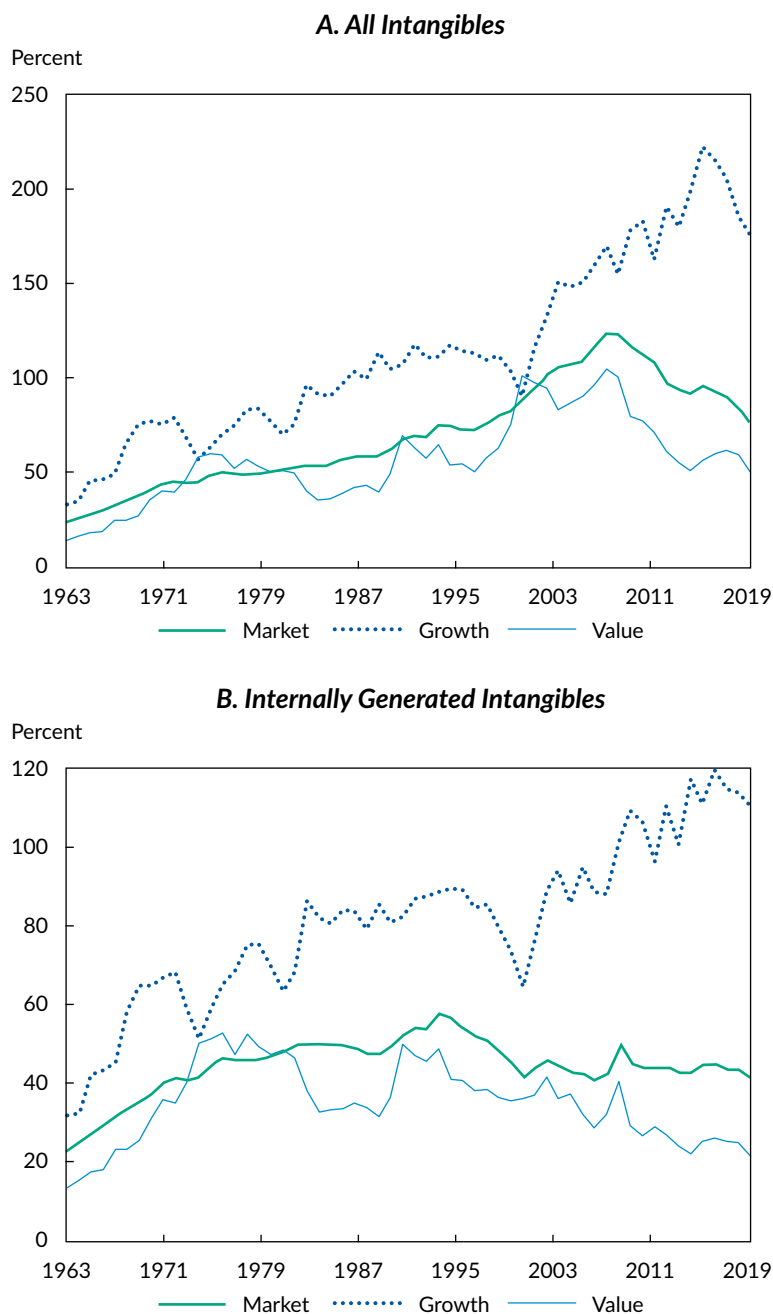 A. All Intangibles
Percent
250
200
150
100
50
0
1963 1971 1979 1987 1995 2003 2011 2019
Market Growth Value
B. Internally Generated Intangibles
Percent
120
100
80
60
40
20
0
1963 1971 1979 1987 1995 2003 2011 2019
Market Growth Value